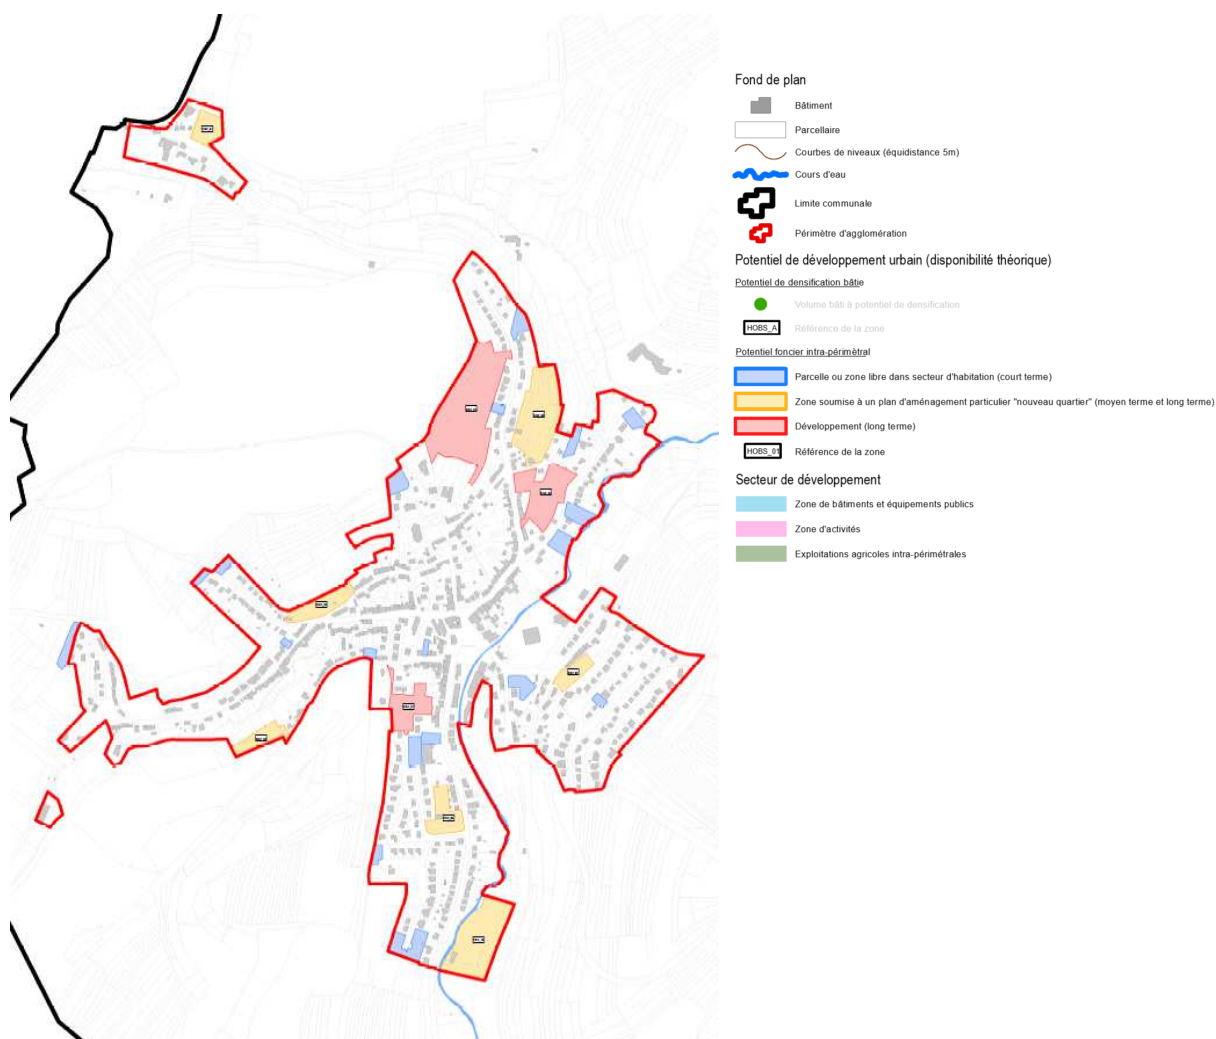 Fond de plan
Bâtiment
Parcellaire
Courbes de niveaux (équidistance 5m)
Cours d'eau
Limite communale
Périmètre d'agglomération
Potentiel de développement urbain (disponibilité théorique)
Potentiel de densification bâtie
Volume bâti à potentiel de densification
HOBS_A Référence de la zone
Potentiel foncier intra-périmétral
Parcelle ou zone libre dans secteur d'habitation (court terme)
Zone soumise à un plan d'aménagement particulier "nouveau quartier" (moyen terme et long terme)
Développement (long terme)
HOBS_01 Référence de la zone
Secteur de développement
Zone de bâtiments et équipements publics
Zone d'activités
Exploitations agricoles intra-périmétrales